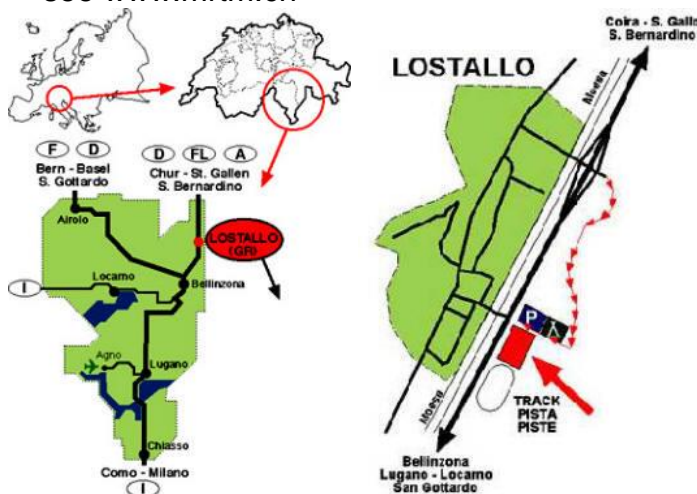 F D
Bern - Basel
S. Gottardo
D FL A
Chur - St. Gallen
S. Bernardino
Airolo
LOSTALLO
(GR)
I
Locarno
Bellinzona
Agno
Lugano
Chiasso
Como - Milano
I
Coira - S. Galle
S. Bernardino
LOSTALLO
Moesa
P
Moesa
TRACK
PISTA
PISTE
Bellinzona
Lugano - Locarno
San Gottardo